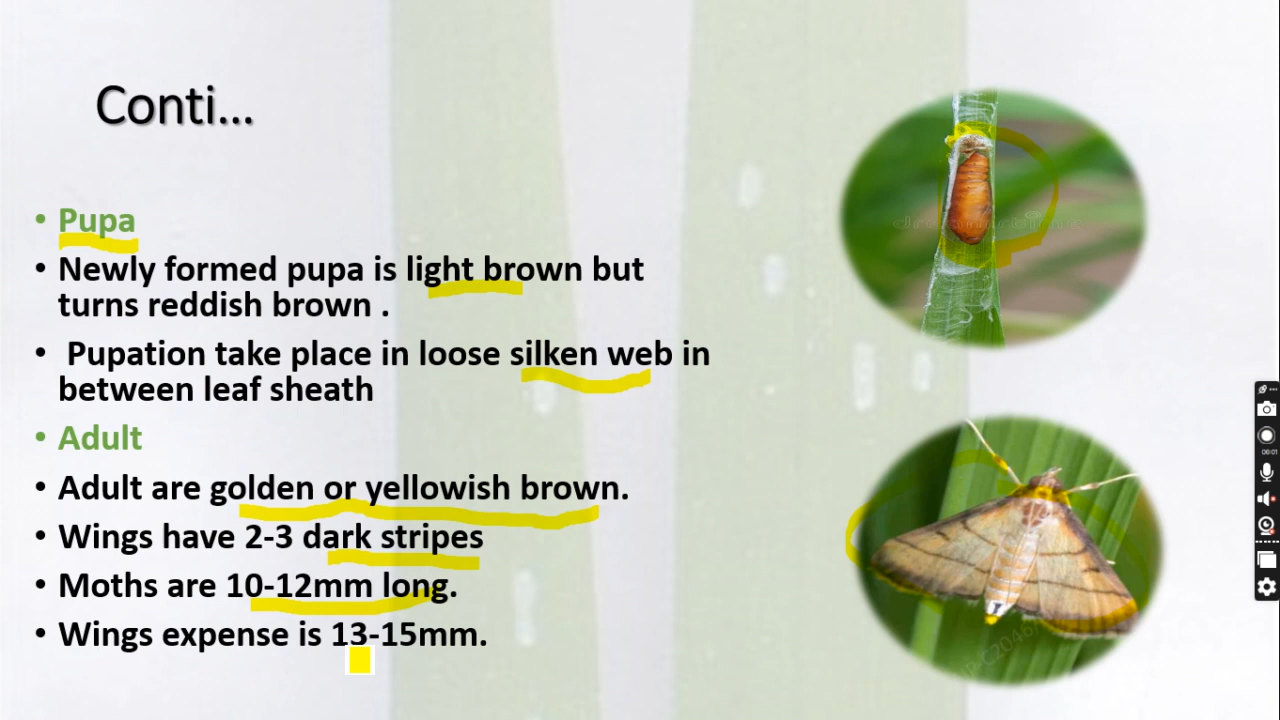 Conti...
• Pupa
• Newly formed pupa is light brown but
turns reddish brown .
• Pupation take place in loose silken web in
between leaf sheath
• Adult
• Adult are golden or yellowish brown.
• Wings have 2-3 dark stripes
• Moths are 10-12mm long.
• Wings expense is 13-15mm.